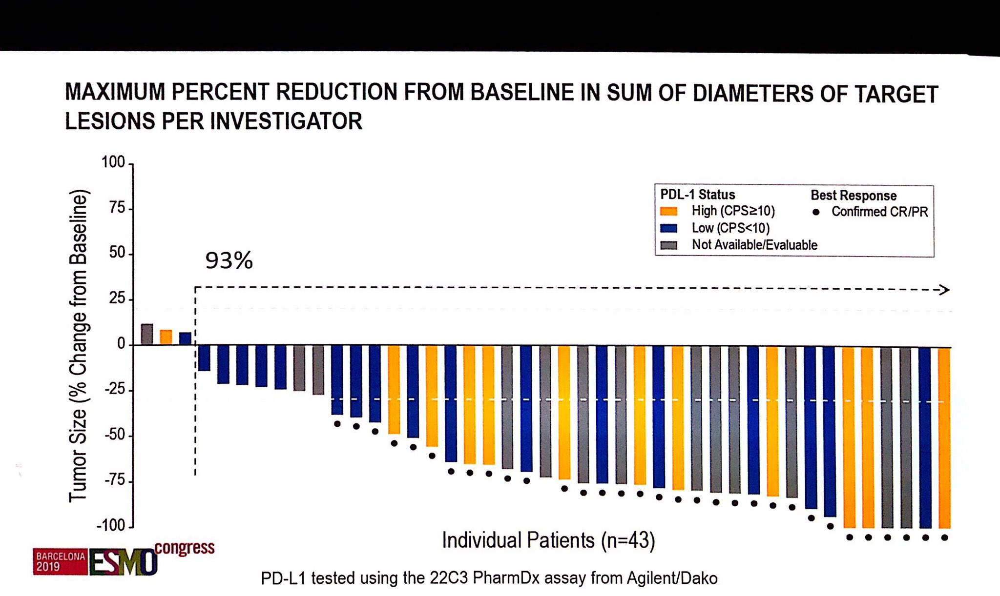 MAXIMUM PERCENT REDUCTION FROM BASELINE IN SUM OF DIAMETERS OF TARGET
LESIONS PER INVESTIGATOR
100
75
50
25
0
-25
-50
-75
-100
Tumor Size (% Change from Baseline)
93%
PDL-1 Status
High (CPS≥10)
Low (CPS<10)
Not Available/Evaluable
Best Response
Confirmed CR/PR
Individual Patients (n=43)
BARCELONA
2019
ESMO congress
PD-L1 tested using the 22C3 PharmDx assay from Agilent/Dako